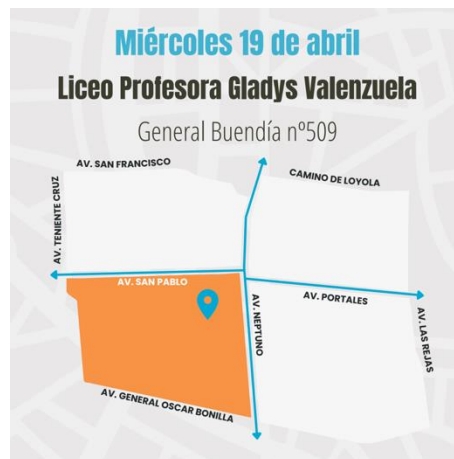 Miércoles 19 de abril
Liceo Profesora Gladys Valenzuela
General Buendía nº509
AV. SAN FRANCISCO
CAMINO DE LOYOLA
AV. TENIENTE CRUZ
AV. SAN PABLO
AV. PORTALES
AV. NEPTUNO
AV. LAS REJAS
AV. GENERAL OSCAR BONILLA